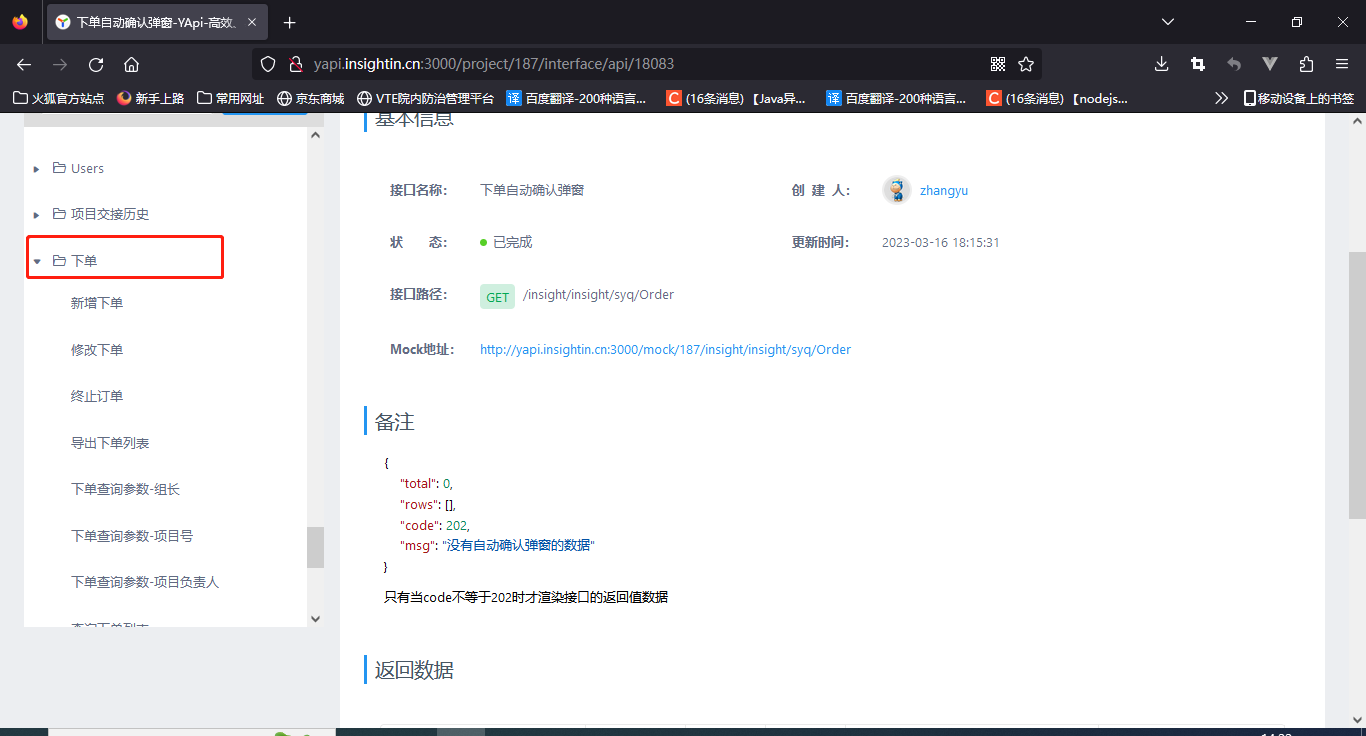 下单自动确认弹窗-YApi-高效、
yapi.insightin.cn:3000/project/187/interface/api/18083
火狐官方站点 新手上路 常用网址 京东商城 VTE院内防治管理平台 译 百度翻译-200种语言... C (16条消息) 【Java异... 译 百度翻译-200种语言... C (16条消息) 【nodejs... 移动设备上的书签
基本信息
Users
接口名称： 下单自动确认弹窗 创 建 人： zhangyu
项目交接历史
状 态： 已完成 更新时间： 2023-03-16 18:15:31
下单
接口路径： GET /insight/insight/syq/Order
新增下单
修改下单
Mock地址： http://yapi.insightin.cn:3000/mock/187/insight/insight/syq/Order
终止订单
备注
导出下单列表
{
"total": 0,
下单查询参数-组长
"rows": [],
"code": 202,
下单查询参数-项目号
"msg": "没有自动确认弹窗的数据"
}
下单查询参数-项目负责人
只有当code不等于202时才渲染接口的返回值数据
查询下单列表
返回数据